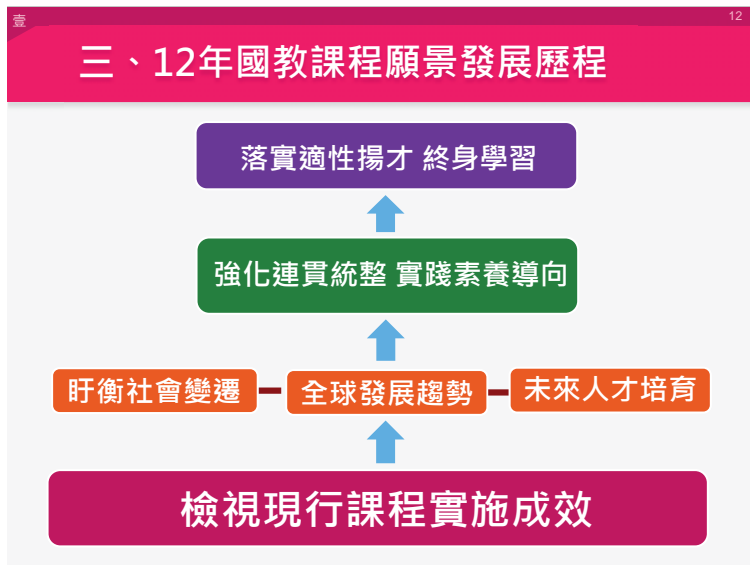 壹
12
三、12年國教課程願景發展歷程
落實適性揚才 終身學習
強化連貫統整 實踐素養導向
盱衡社會變遷 全球發展趨勢 未來人才培育
檢視現行課程實施成效